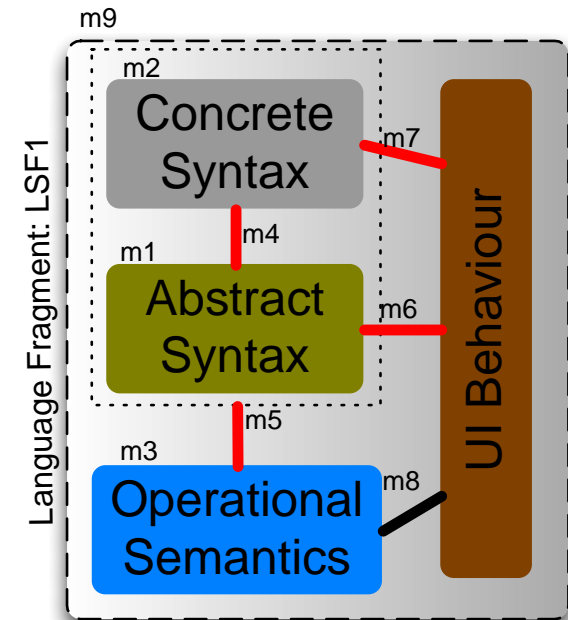 m9
Language Fragment: LSF1
m2
Concrete
Syntax
m7
m4
m1
Abstract
Syntax
m6
UI Behaviour
m5
m3
Operational
Semantics
m8